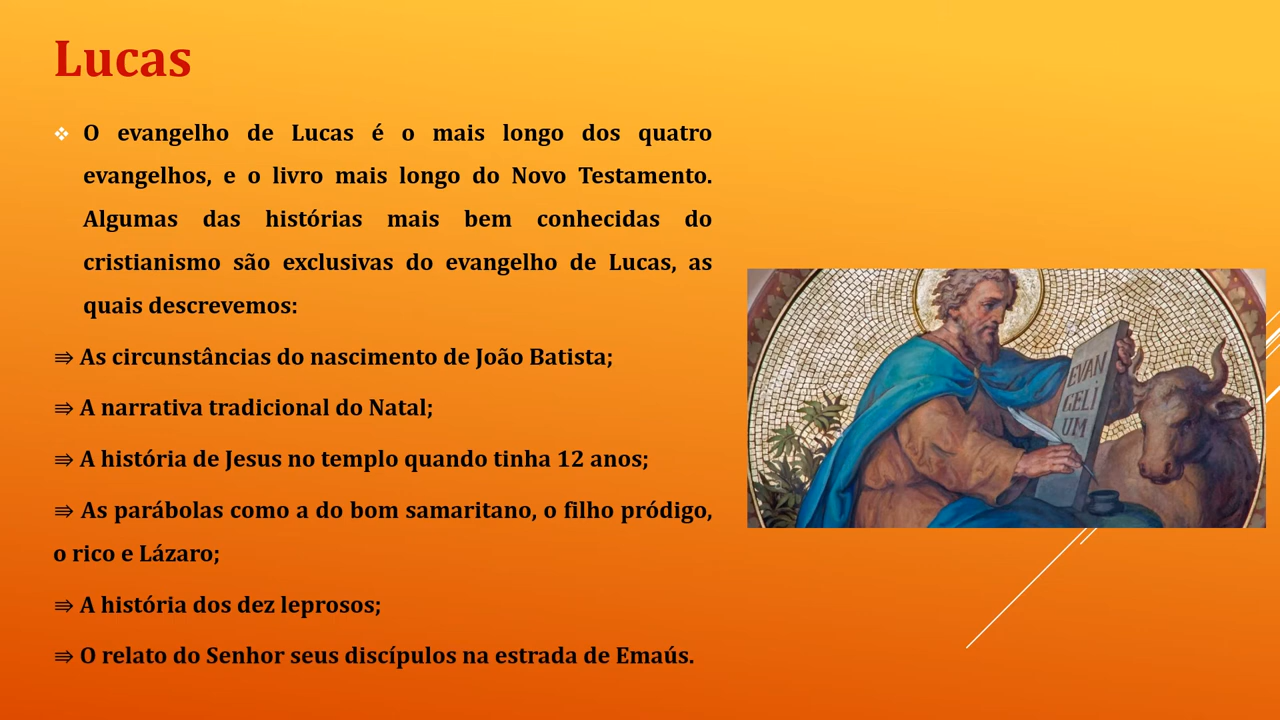 Lucas
❖ O evangelho de Lucas é o mais longo dos quatro
evangelhos, e o livro mais longo do Novo Testamento.
Algumas das histórias mais bem conhecidas do
cristianismo são exclusivas do evangelho de Lucas, as
quais descrevemos:
⇛ As circunstâncias do nascimento de João Batista;
⇛ A narrativa tradicional do Natal;
⇛ A história de Jesus no templo quando tinha 12 anos;
⇛ As parábolas como a do bom samaritano, o filho pródigo,
o rico e Lázaro;
⇛ A história dos dez leprosos;
⇛ O relato do Senhor seus discípulos na estrada de Emaús.
EVAN
GELI
UM